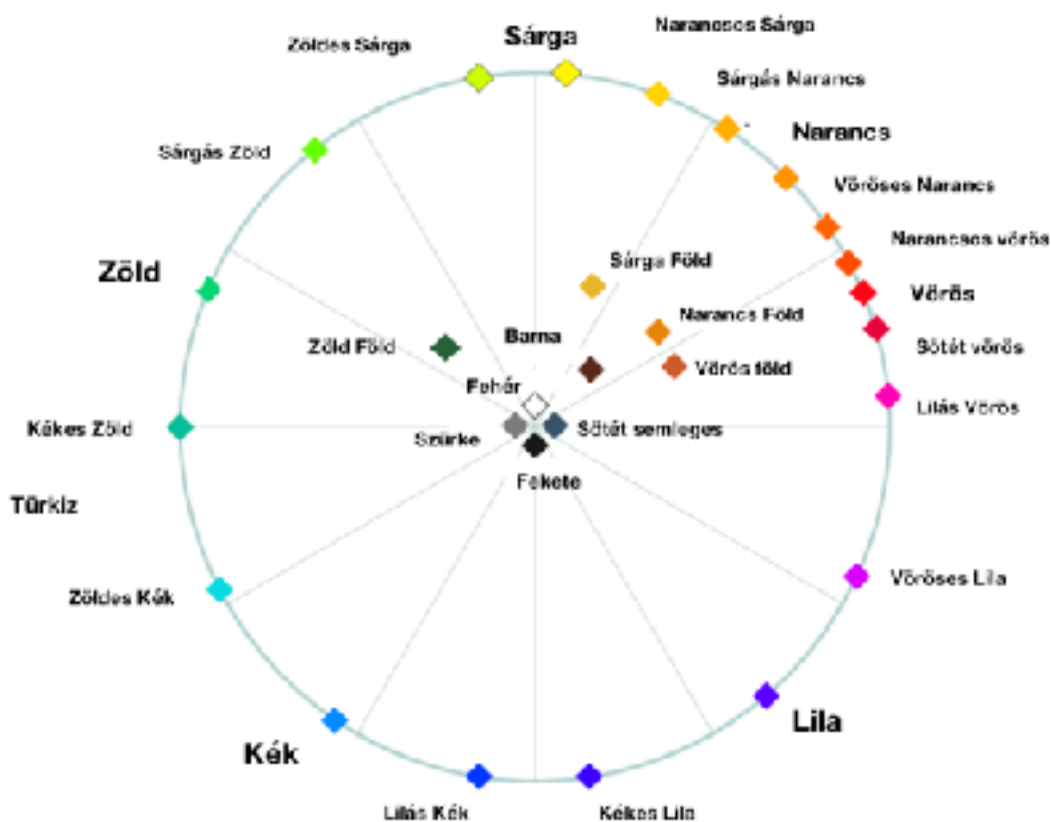 Narancsos Sárga
Sárga
Zöldes Sárga
Sárgás Narancs
Narancs
Sárgás Zöld
Vöröses Narancs
Narancsos vörös
Sárga Föld
Zöld
Vörös
Narancs Föld
Barna
Zöld Föld
Sötét vörös
Vörös föld
Fehér
Lilás Vörös
Kékes Zöld
Szürke
Sötét semleges
Fekete
Türkiz
Vöröses Lila
Zöldes Kék
Lila
Kék
Lilás Kék
Kékes Lila